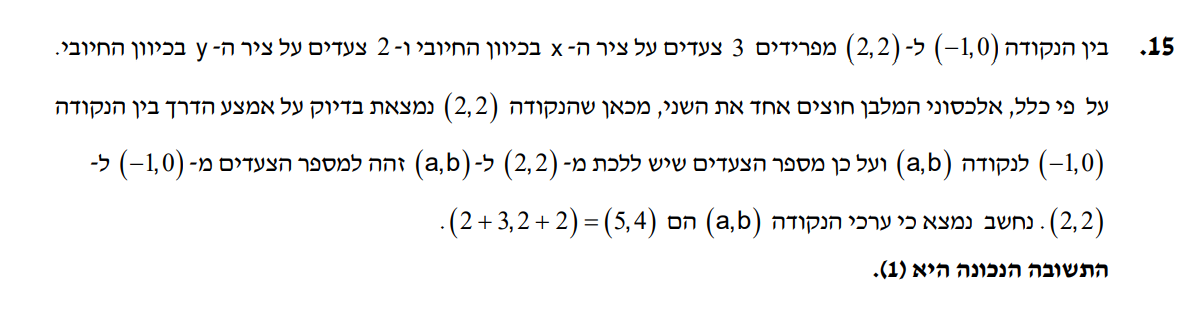 15. בין הנקודה (−1,0) ל- (2,2) מפרידים 3 צעדים על ציר ה- x בכיוון החיובי ו- 2 צעדים על ציר ה- y בכיוון החיובי.
על פי כלל, אלכסוני המלבן חוצים אחד את השני, מכאן שהנקודה (2,2) נמצאת בדיוק על אמצע הדרך בין הנקודה
(−1,0) לנקודה (a,b) ועל כן מספר הצעדים שיש ללכת מ- (2,2) ל- (a,b) זהה למספר הצעדים מ- (−1,0) ל-
(2,2). נחשב נמצא כי ערכי הנקודה (a,b) הם (2+3,2+2)=(5,4).
התשובה הנכונה היא (1).